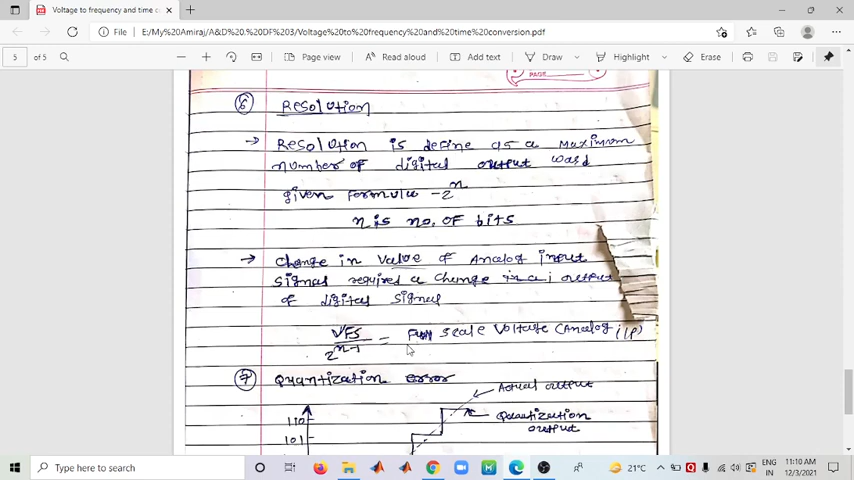 Voltage to frequency and time c
File
E:/My%20Amiraj/A&D%20.%20DF%203/Voltage%20to%20frequency%20and%20time%20conversion.pdf
5 of 5
Page view
Read aloud
Add text
Draw
Highlight
Erase
PAGE
6 Resolution
→ Resolution is define as a maximum
number of digital output word
given formula - 2^n
n is no. of bits
→ Change in value of Analog input
signal required a change in a 1 output
of digital signal
VFS / 2^n-1 = Full scale voltage (Analog i/p)
7 Quantization error
Actual output
110
Quantization
output
101
Type here to search
21°C
ENG
IN
11:10 AM
12/3/2021